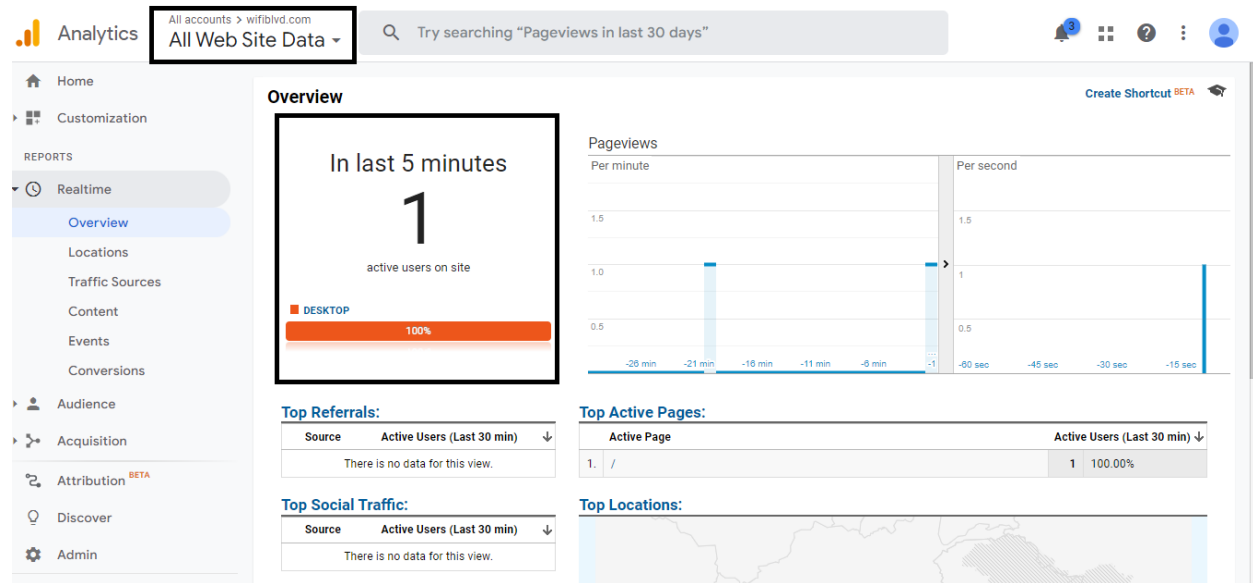 All accounts > wifiblvd.com
Analytics
All Web Site Data
Try searching “Pageviews in last 30 days”
3
Home
Customization
REPORTS
Realtime
Overview
Locations
Traffic Sources
Content
Events
Conversions
Audience
Acquisition
Attribution BETA
Discover
Admin
Overview
Create Shortcut BETA
In last 5 minutes
1
active users on site
DESKTOP
100%
Pageviews
Per minute
1.5
1.0
0.5
-26 min -21 min -16 min -11 min -6 min -1
Per second
1.5
1
0.5
-60 sec -45 sec -30 sec -15 sec
Top Referrals:
Source Active Users (Last 30 min)
There is no data for this view.
Top Active Pages:
Active Page Active Users (Last 30 min)
1. / 1 100.00%
Top Social Traffic:
Source Active Users (Last 30 min)
There is no data for this view.
Top Locations: